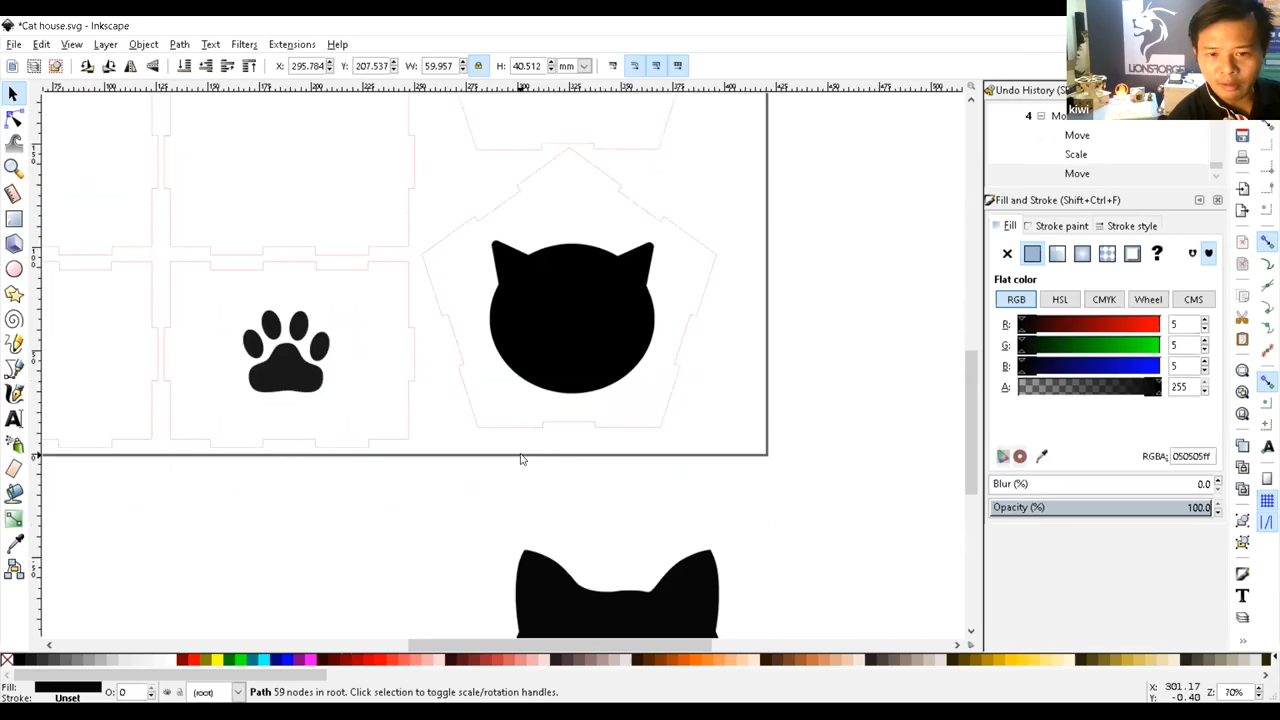 *Cat house.svg - Inkscape
File Edit View Layer Object Path Text Filters Extensions Help
X: 295.784 Y: 207.537 W: 59.957 H: 40.512 mm
LIONSFORGE
kiwi
Undo History (
4
Move
Scale
Move
Fill and Stroke (Shift+Ctrl+F)
Fill Stroke paint Stroke style
Flat color
RGB HSL CMYK Wheel CMS
R: 5
G: 5
B: 5
A: 255
RGBA: 050505ff
Blur (%) 0.0
Opacity (%) 100.0
Fill:
Stroke: Unset
O: 0
(root)
Path 59 nodes in root. Click selection to toggle scale/rotation handles.
X: 301.17
Y: -0.40
Z: 70%